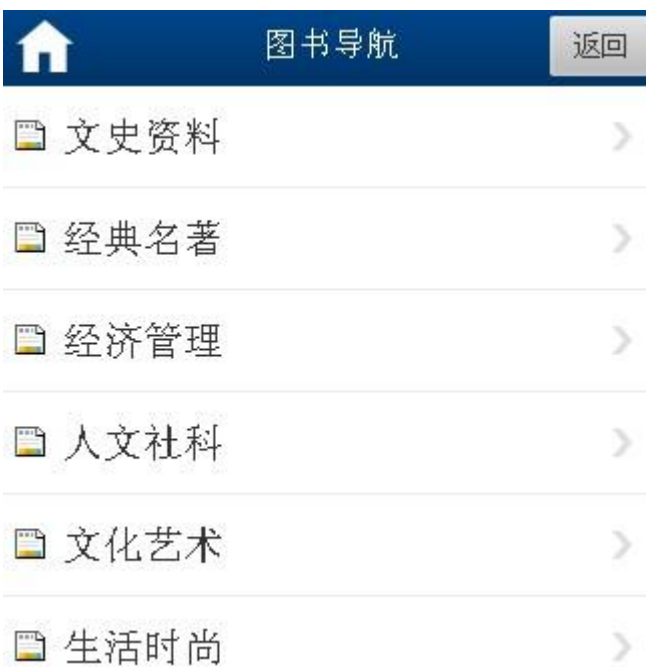 图书导航 返回
文史资料
经典名著
经济管理
人文社科
文化艺术
生活时尚